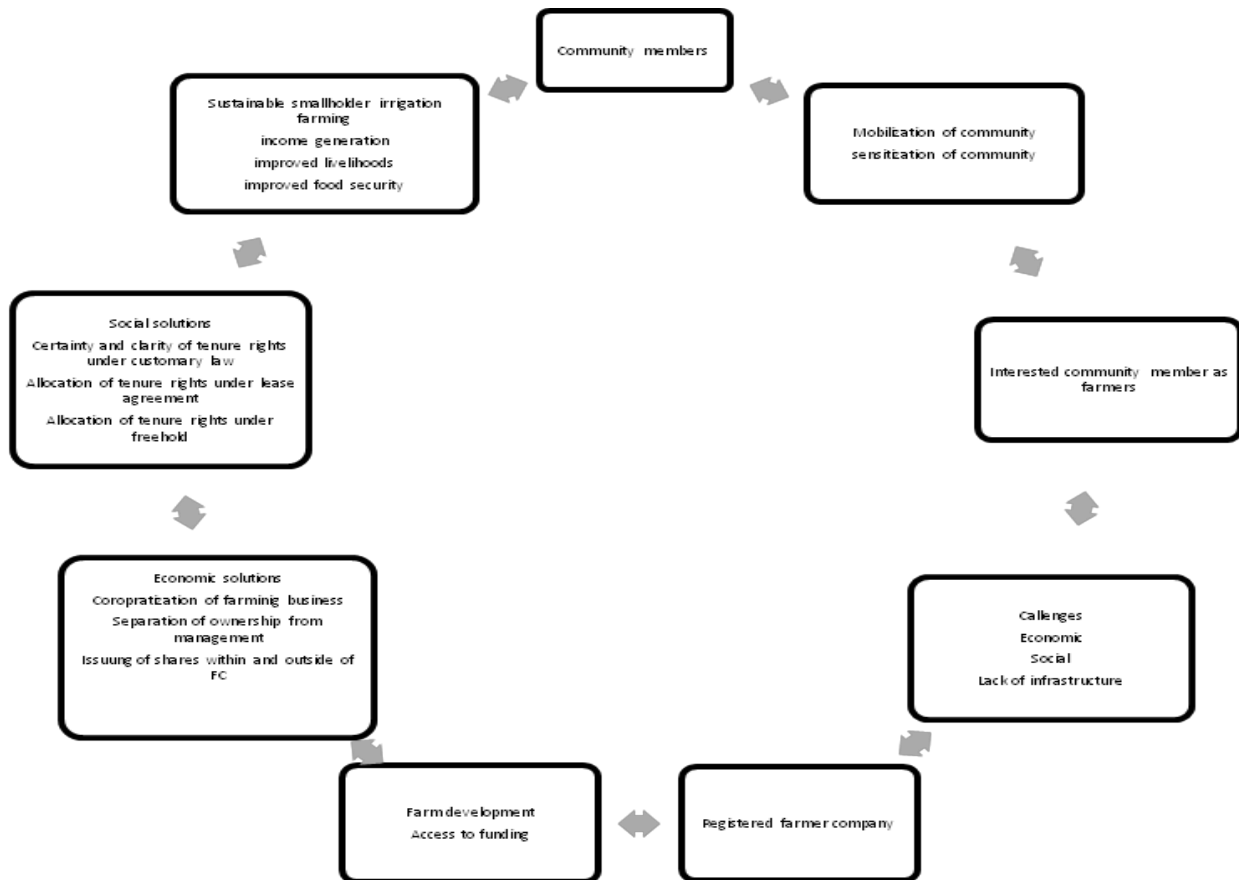 Community members
Mobilization of community
sensitization of community
Interested community member as
farmers
Callenges
Economic
Social
Lack of infrastructure
Registered farmer company
Farm development
Access to funding
Economic solutions
Coropratization of farminig business
Separation of ownership from
management
Issuung of shares within and outside of
FC
Social solutions
Certainty and clarity of tenure rights
under customary law
Allocation of tenure rights under lease
agreement
Allocation of tenure rights under
freehold
Sustainable smallholder irrigation
farming
income generation
improved livelihoods
improved food security